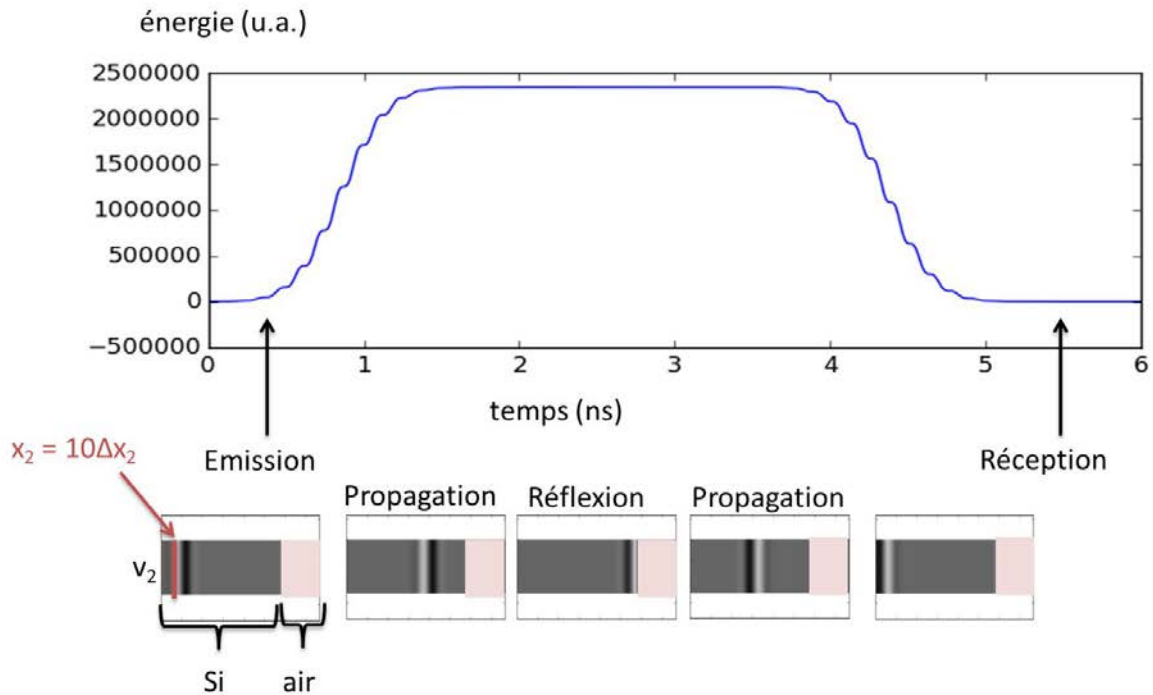 énergie (u.a.)
2500000
2000000
1500000
1000000
500000
0
−500000
0 1 2 3 4 5 6
temps (ns)
x₂ = 10Δx₂
Emission
Réception
Propagation Réflexion Propagation
v₂
Si air